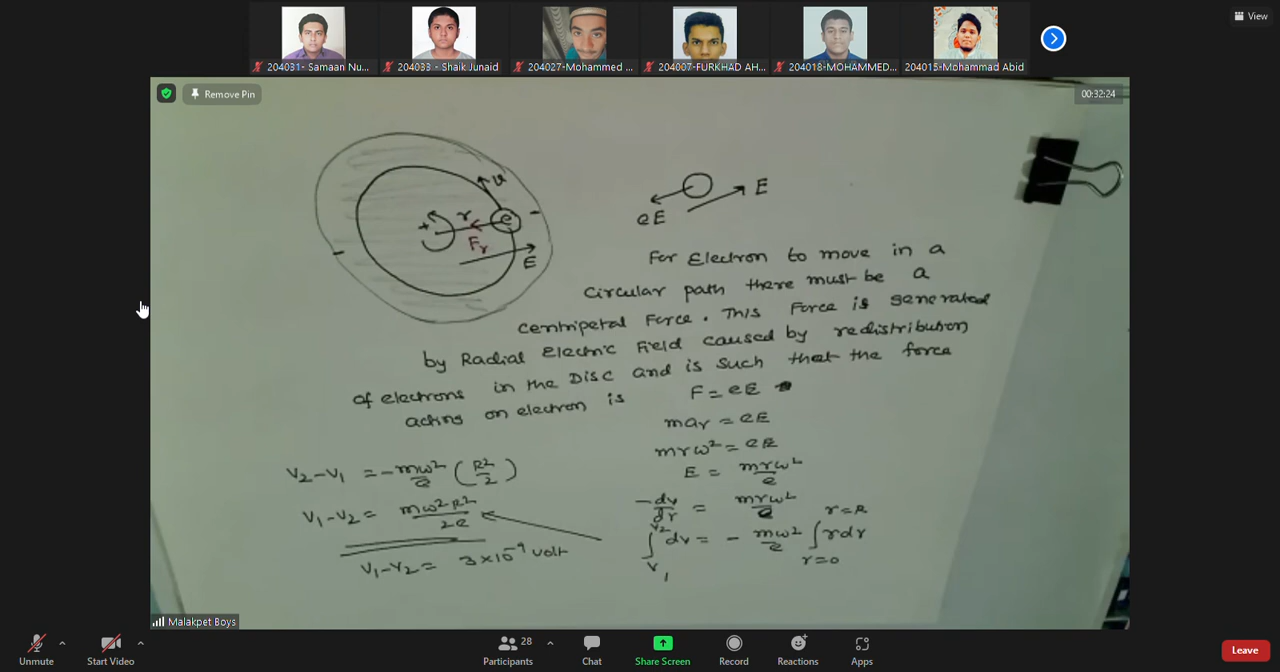 View
204031 - Samaan Nu...
204033 - Shaik Junaid
204027-Mohammed ...
204007-FURKHAD AH...
204018-MOHAMMED...
204015-Mohammad Abid
Remove Pin
00:32:24
v
r
e
+
-
Fr
E
-
E
eE
For Electron to move in a
circular path there must be a
centripetal Force. This Force is generated
by Radial Electric Field caused by redistribution
of electrons in the Disc and is such that the force
acting on electron is F = eE
mar = eE
mrω² = eE
E = mrω²/e
-dv/dr = mrω²/e
∫V1^V2 dv = - mω²/e ∫r=0^r=R rdr
V2-V1 = -mω²/e (R²/2)
V1-V2 = mω²R²/2e
V1-V2 = 3×10⁻⁹ volt
Malakpet Boys
Unmute
Start Video
Participants
28
Chat
Share Screen
Record
Reactions
Apps
Leave